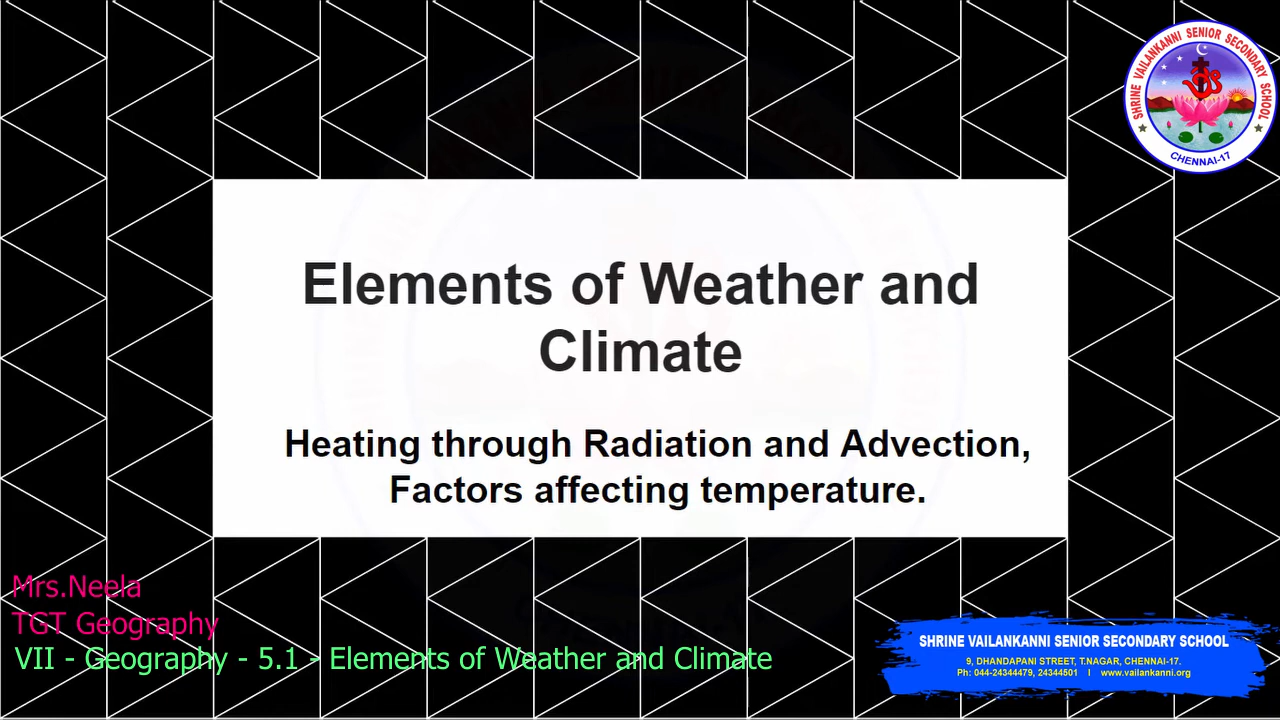 SHRINE VAILANKANNI SENIOR SECONDARY SCHOOL
CHENNAI-17
Elements of Weather and
Climate
Heating through Radiation and Advection,
Factors affecting temperature.
Mrs.Neela
TGT Geography
VII - Geography - 5.1 - Elements of Weather and Climate
SHRINE VAILANKANNI SENIOR SECONDARY SCHOOL
9, DHANDAPANI STREET, T.NAGAR, CHENNAI-17.
Ph: 044-24344479, 24344501 I www.vailankanni.org